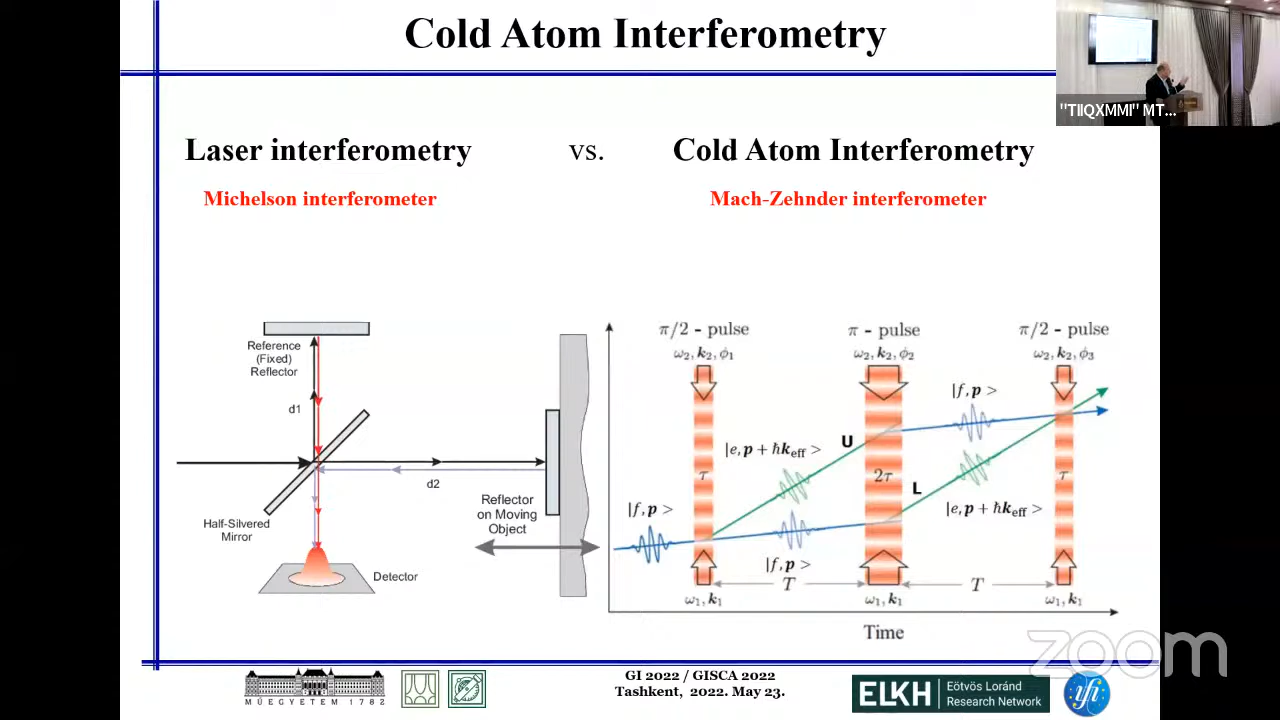 Cold Atom Interferometry
"TIIQXMMI" MT...
Laser interferometry vs. Cold Atom Interferometry
Michelson interferometer
Mach-Zehnder interferometer
Reference
(Fixed)
Reflector
d1
d2
Half-Silvered
Mirror
Reflector
on Moving
Object
Detector
π/2 - pulse
ω₂, k₂, ϕ₁
π - pulse
ω₂, k₂, ϕ₂
π/2 - pulse
ω₂, k₂, ϕ₃
|f, p >
|e, p + ħk_eff >
U
τ
2τ
L
τ
|f, p >
|e, p + ħk_eff >
|f, p >
T
T
ω₁, k₁
ω₁, k₁
ω₁, k₁
Time
zoom
MŰEGYETEM 1782
GI 2022 / GISCA 2022
Tashkent, 2022. May 23.
ELKH
Eötvös Loránd
Research Network